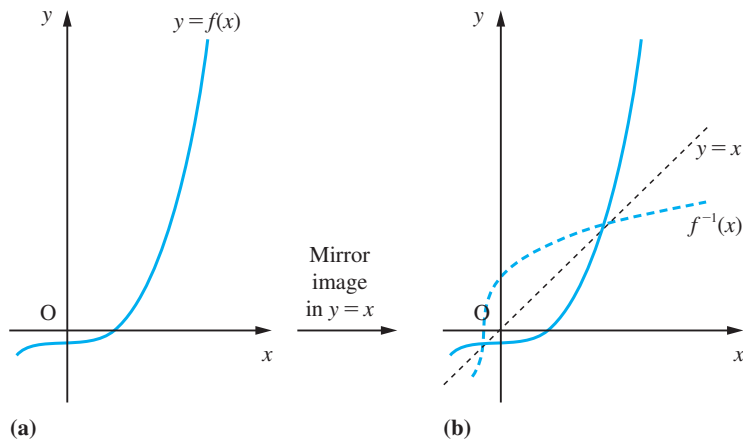 y
y = f(x)
O
x
(a)
Mirror
image
in y = x
y
y = x
f⁻¹(x)
O
x
(b)